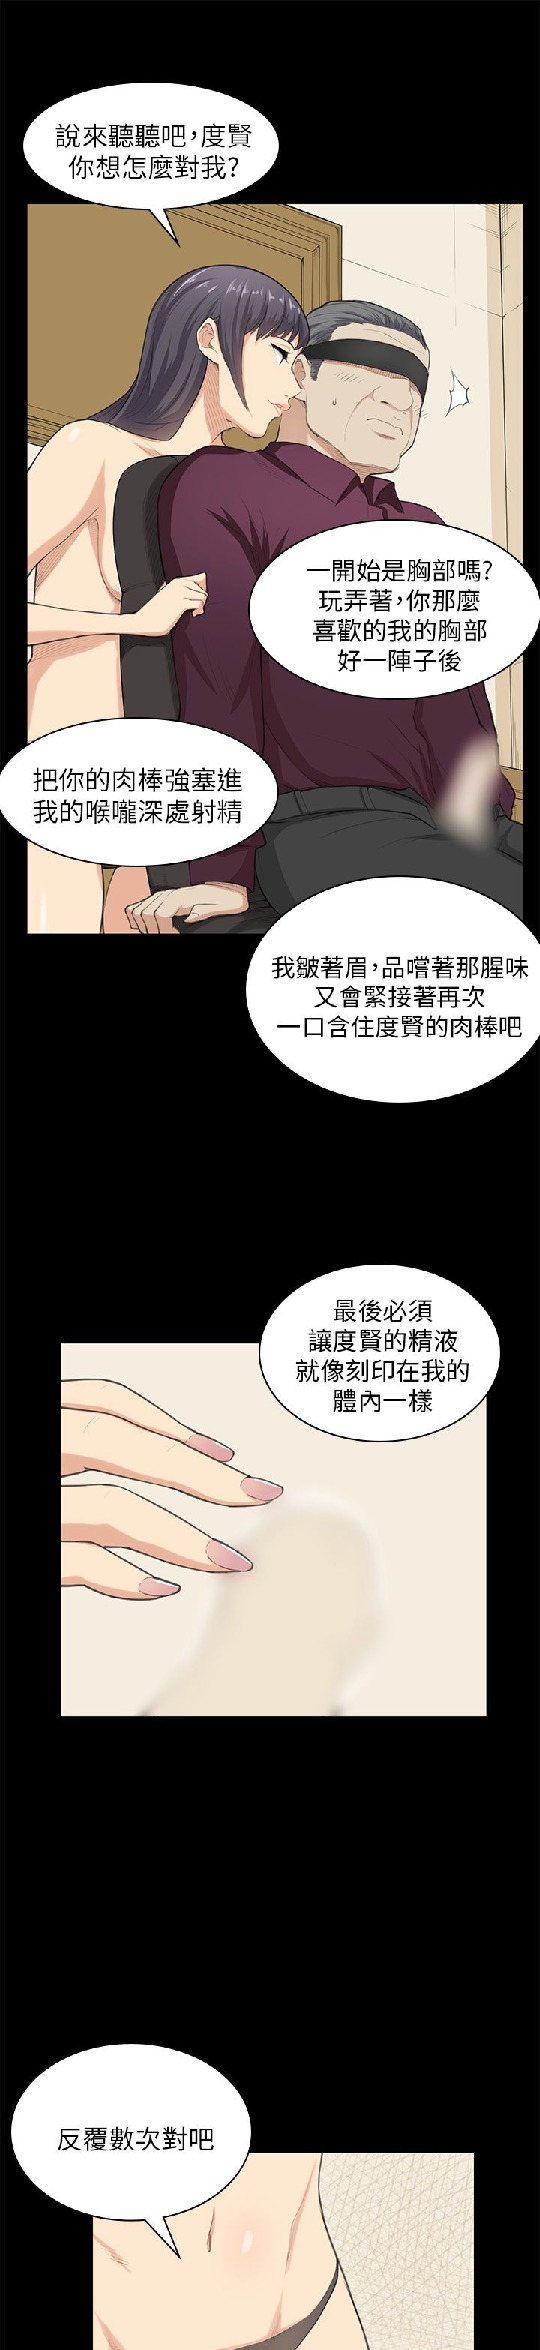 說來聽聽吧，度賢
你想怎麼對我？
一開始是胸部嗎？
玩弄著，你那麼
喜歡的我的胸部
好一陣子後
把你的肉棒強塞進
我的喉嚨深處射精
我皺著眉，品嚐著那腥味
又會緊接著再次
一口含住度賢的肉棒吧
最後必須
讓度賢的精液
就像刻印在我的
體內一樣
反覆數次對吧